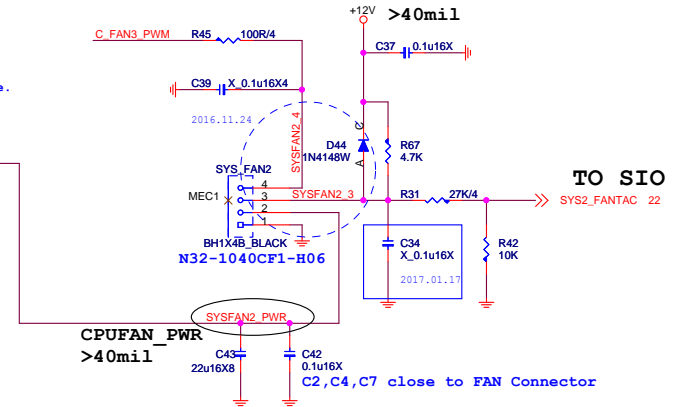 +12V
>40mil
C_FAN3_PWM
R45
100R/4
C37
0.1u16X
C39
X_0.1u16X4
e.
2016.11.24
SYSFAN2_4
C
D44
1N4148W
A
R67
4.7K
SYS_FAN2
TO SIO
MEC1
4
3
2
1
SYSFAN2_3
R31
27K/4
SYS2_FANTAC 22
BH1X4B_BLACK
N32-1040CF1-H06
C34
X_0.1u16X
R42
10K
2017.01.17
SYSFAN2_PWR
CPUFAN_PWR
>40mil
C43
22u16X8
C42
0.1u16X
C2,C4,C7 close to FAN Connector